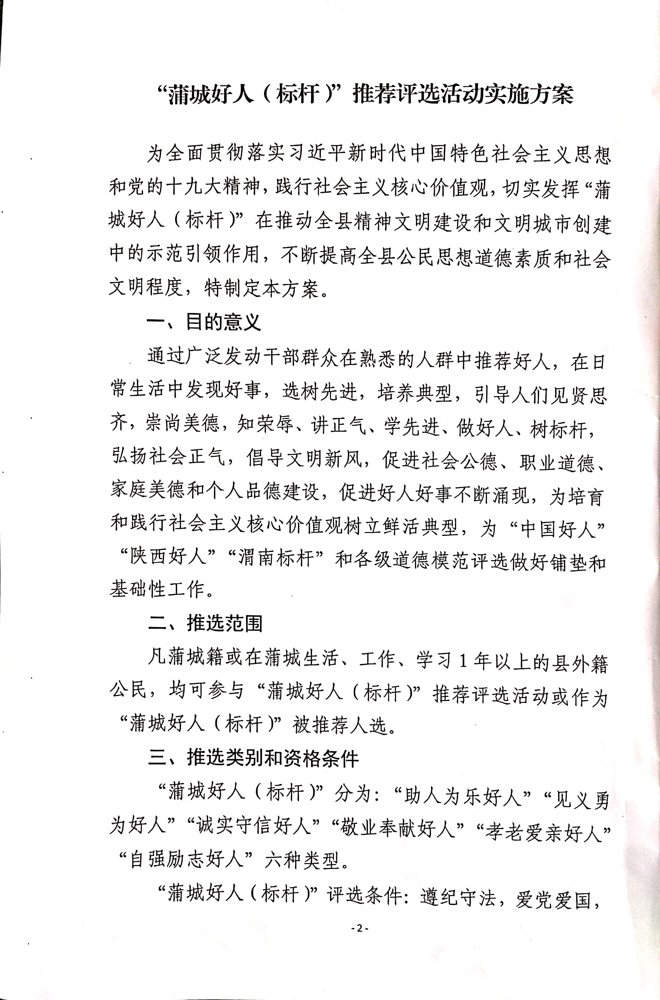 “蒲城好人（标杆）”推荐评选活动实施方案
为全面贯彻落实习近平新时代中国特色社会主义思想
和党的十九大精神，践行社会主义核心价值观，切实发挥“蒲
城好人（标杆）”在推动全县精神文明建设和文明城市创建
中的示范引领作用，不断提高全县公民思想道德素质和社会
文明程度，特制定本方案。
一、目的意义
通过广泛发动干部群众在熟悉的人群中推荐好人，在日
常生活中发现好事，选树先进，培养典型，引导人们见贤思
齐，崇尚美德，知荣辱、讲正气、学先进、做好人、树标杆，
弘扬社会正气，倡导文明新风，促进社会公德、职业道德、
家庭美德和个人品德建设，促进好人好事不断涌现，为培育
和践行社会主义核心价值观树立鲜活典型，为“中国好人”
“陕西好人”“渭南标杆”和各级道德模范评选做好铺垫和
基础性工作。
二、推选范围
凡蒲城籍或在蒲城生活、工作、学习1年以上的县外籍
公民，均可参与“蒲城好人（标杆）”推荐评选活动或作为
“蒲城好人（标杆）”被推荐人选。
三、推选类别和资格条件
“蒲城好人（标杆）”分为：“助人为乐好人”“见义勇
为好人”“诚实守信好人”“敬业奉献好人”“孝老爱亲好人”
“自强励志好人”六种类型。
“蒲城好人（标杆）”评选条件：遵纪守法，爱党爱国，
-2-